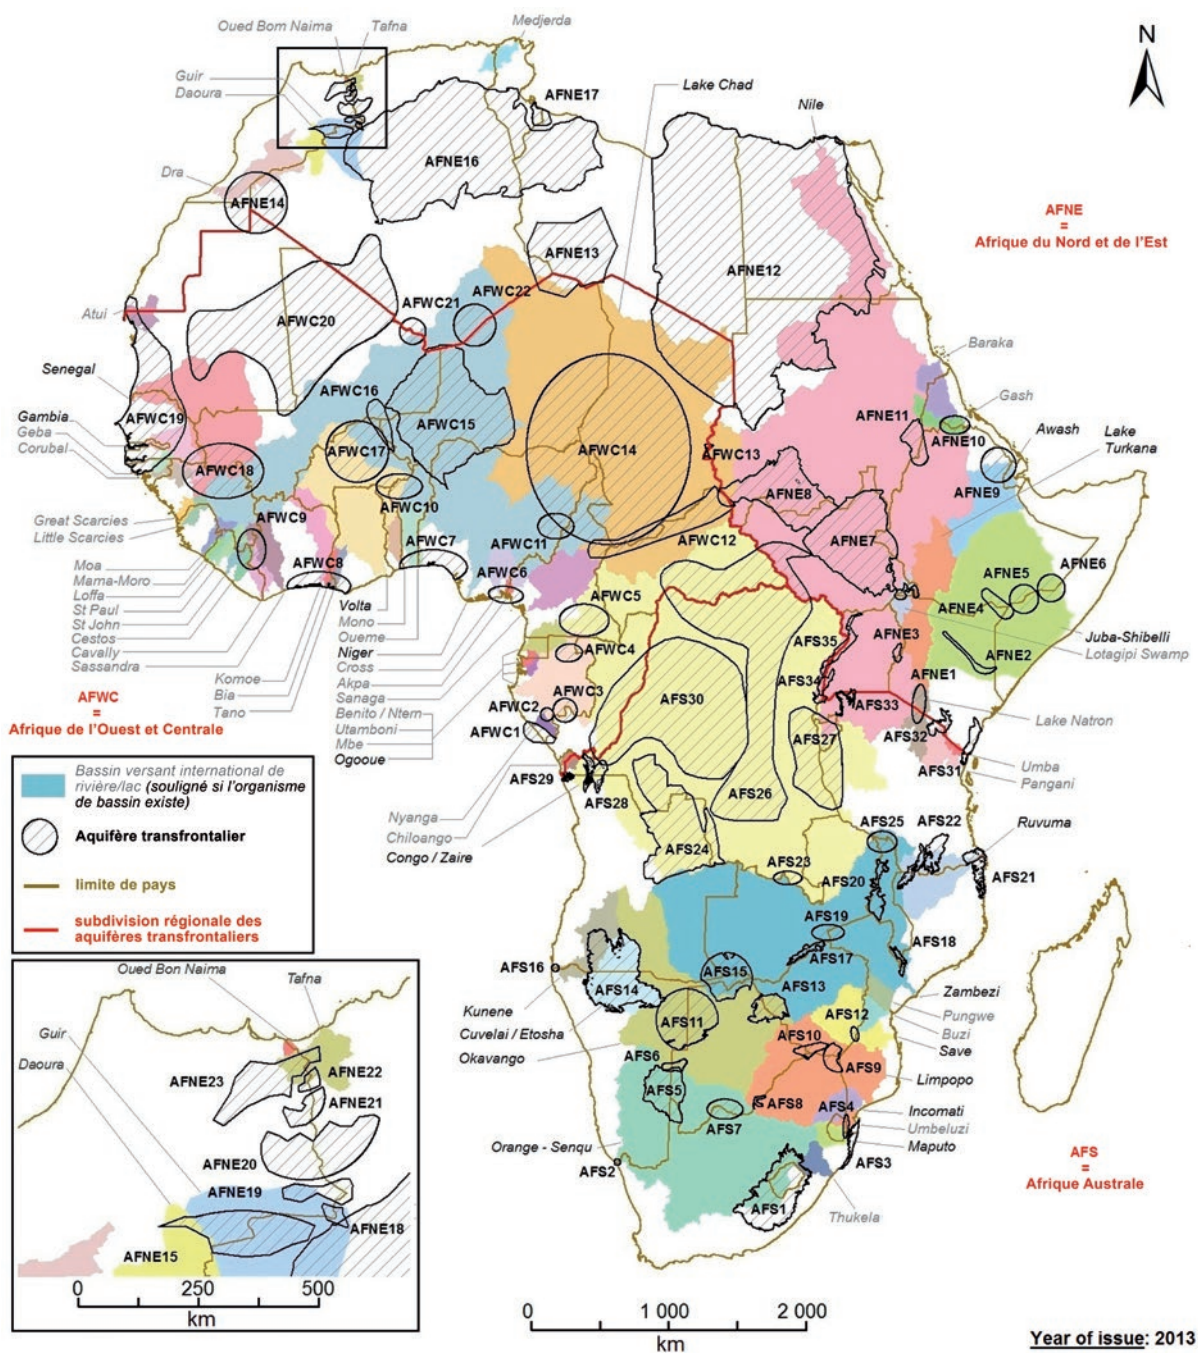 Oued Bom Naima
Tafna
Medjerda
N
Guir
Daoura
AFNE17
Lake Chad
Nile
AFNE16
Dra
AFNE14
AFNE
=
Afrique du Nord et de l'Est
AFNE13
AFNE12
AFWC22
AFWC21
Atui
AFWC20
Baraka
Senegal
AFWC16
Gash
Gambia
AFWC19
AFWC15
AFNE11
AFNE10
Awash
Lake
Turkana
Geba
Corubal
AFWC17
AFWC14
AFWC13
AFWC18
AFNE8
AFNE9
AFWC10
Great Scarcies
Little Scarcies
AFWC9
AFWC7
AFWC11
AFWC12
AFNE7
AFWC8
Moa
Mama-Moro
Loffa
St Paul
St John
Cestos
Cavally
Sassandra
AFWC6
AFNE5
AFNE6
Volta
Mono
Oueme
Niger
Cross
Akpa
Sanaga
Benito / Ntem
Utamboni
Mbe
Ogooue
AFWC5
AFNE4
AFS35
AFNE3
AFNE2
Juba-Shibelli
Lotagipi Swamp
AFWC4
Komoe
Bia
Tano
AFS34
AFNE1
AFWC
=
Afrique de l'Ouest et Centrale
AFWC3
AFWC2
AFWC1
AFS30
AFS33
AFS32
Lake Natron
AFS27
AFS31
Umba
Pangani
AFS29
AFS28
AFS26
Nyanga
Chiloango
Congo / Zaire
Bassin versant international de
rivière/lac (souligné si l'organisme
de bassin existe)
Aquifère transfrontalier
limite de pays
subdivision régionale des
aquifères transfrontaliers
AFS25
AFS22
Ruvuma
AFS24
AFS23
AFS20
AFS21
AFS19
AFS18
AFS17
AFS16
AFS15
AFS14
AFS13
Kunene
Cuvelai / Etosha
Okavango
AFS11
AFS12
Zambezi
Pungwe
Buzi
Save
AFS10
AFS9
Limpopo
AFS6
AFS5
AFS8
AFS4
AFS7
Incomati
Umbeluzi
Maputo
Orange - Senqu
AFS2
AFS3
AFS1
Thukela
AFS
=
Afrique Australe
Oued Bon Naima
Tafna
Guir
Daoura
AFNE23
AFNE22
AFNE21
AFNE20
AFNE19
AFNE18
AFNE15
0 250 500
km
0 1 000 2 000
km
Year of issue: 2013